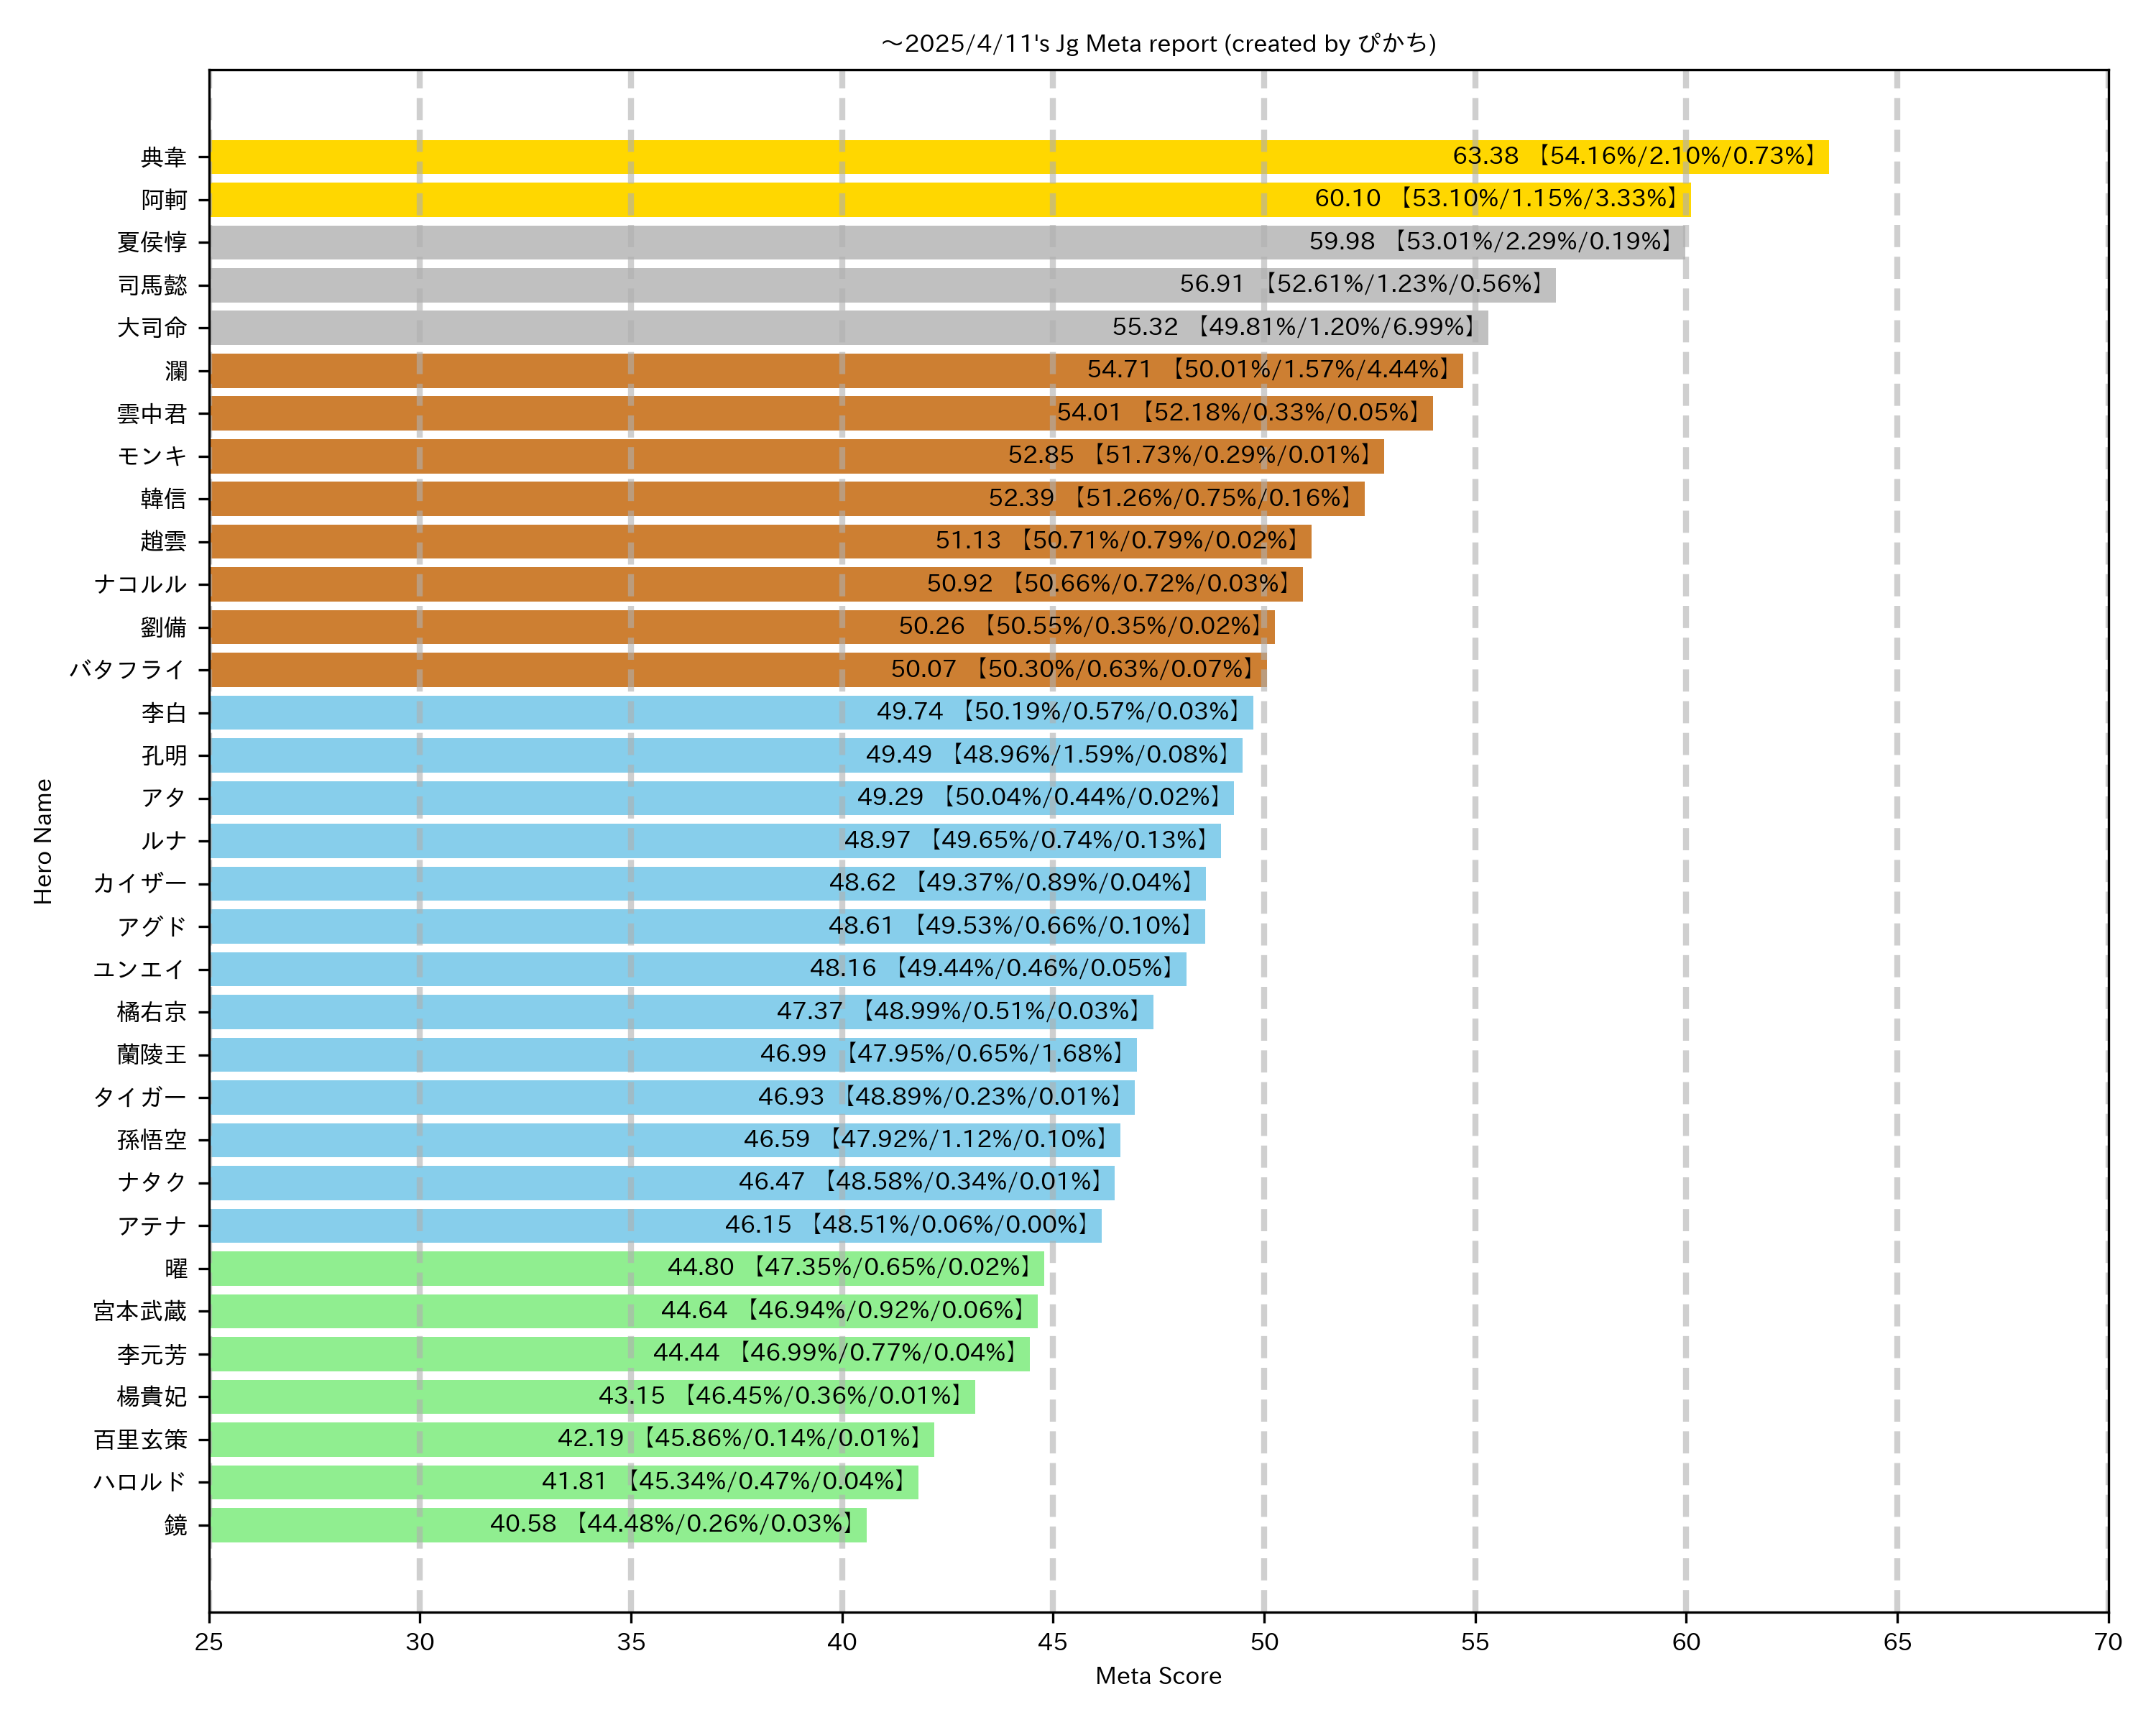 ～2025/4/11's Jg Meta report (created by ぴかち)
Hero Name
典韋 63.38 【54.16%/2.10%/0.73%】
阿軻 60.10 【53.10%/1.15%/3.33%】
夏侯惇 59.98 【53.01%/2.29%/0.19%】
司馬懿 56.91 【52.61%/1.23%/0.56%】
大司命 55.32 【49.81%/1.20%/6.99%】
瀾 54.71 【50.01%/1.57%/4.44%】
雲中君 54.01 【52.18%/0.33%/0.05%】
モンキ 52.85 【51.73%/0.29%/0.01%】
韓信 52.39 【51.26%/0.75%/0.16%】
趙雲 51.13 【50.71%/0.79%/0.02%】
ナコルル 50.92 【50.66%/0.72%/0.03%】
劉備 50.26 【50.55%/0.35%/0.02%】
バタフライ 50.07 【50.30%/0.63%/0.07%】
李白 49.74 【50.19%/0.57%/0.03%】
孔明 49.49 【48.96%/1.59%/0.08%】
アタ 49.29 【50.04%/0.44%/0.02%】
ルナ 48.97 【49.65%/0.74%/0.13%】
カイザー 48.62 【49.37%/0.89%/0.04%】
アグド 48.61 【49.53%/0.66%/0.10%】
ユンエイ 48.16 【49.44%/0.46%/0.05%】
橘右京 47.37 【48.99%/0.51%/0.03%】
蘭陵王 46.99 【47.95%/0.65%/1.68%】
タイガー 46.93 【48.89%/0.23%/0.01%】
孫悟空 46.59 【47.92%/1.12%/0.10%】
ナタク 46.47 【48.58%/0.34%/0.01%】
アテナ 46.15 【48.51%/0.06%/0.00%】
曜 44.80 【47.35%/0.65%/0.02%】
宮本武蔵 44.64 【46.94%/0.92%/0.06%】
李元芳 44.44 【46.99%/0.77%/0.04%】
楊貴妃 43.15 【46.45%/0.36%/0.01%】
百里玄策 42.19 【45.86%/0.14%/0.01%】
ハロルド 41.81 【45.34%/0.47%/0.04%】
鏡 40.58 【44.48%/0.26%/0.03%】
25 30 35 40 45 50 55 60 65 70
Meta Score